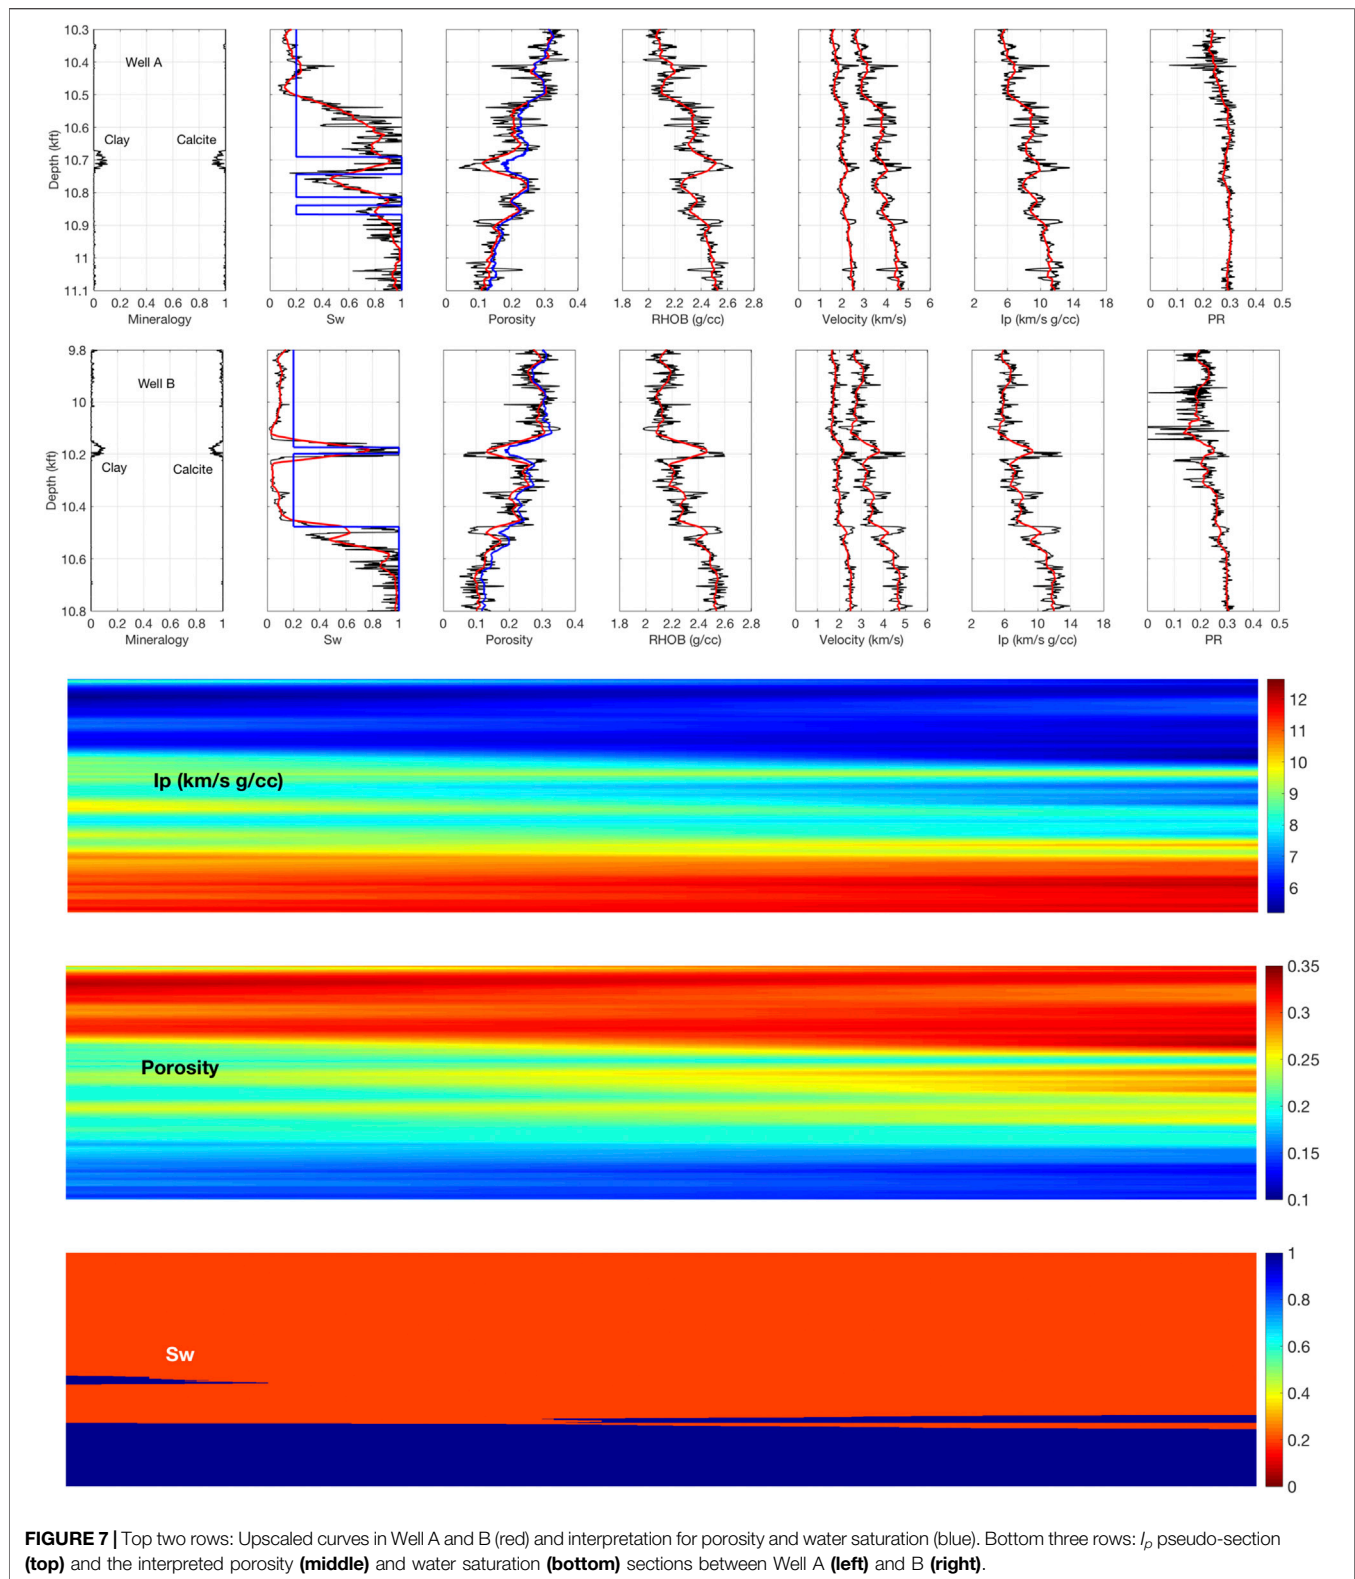 10.3
10.4
10.5
10.6
10.7
10.8
10.9
11
11.1
Depth (kft)
Well A
Clay
Calcite
0 0.2 0.4 0.6 0.8 1
Mineralogy
0 0.2 0.4 0.6 0.8 1
Sw
0 0.1 0.2 0.3 0.4
Porosity
1.8 2 2.2 2.4 2.6 2.8
RHOB (g/cc)
0 1 2 3 4 5 6
Velocity (km/s)
2 6 10 14 18
Ip (km/s g/cc)
0 0.1 0.2 0.3 0.4 0.5
PR
9.8
10
10.2
10.4
10.6
10.8
Depth (kft)
Well B
Clay
Calcite
0 0.2 0.4 0.6 0.8 1
Mineralogy
0 0.2 0.4 0.6 0.8 1
Sw
0 0.1 0.2 0.3 0.4
Porosity
1.8 2 2.2 2.4 2.6 2.8
RHOB (g/cc)
0 1 2 3 4 5 6
Velocity (km/s)
2 6 10 14 18
Ip (km/s g/cc)
0 0.1 0.2 0.3 0.4 0.5
PR
Ip (km/s g/cc)
12
11
10
9
8
7
6
Porosity
0.35
0.3
0.25
0.2
0.15
0.1
Sw
1
0.8
0.6
0.4
0.2
0
FIGURE 7 | Top two rows: Upscaled curves in Well A and B (red) and interpretation for porosity and water saturation (blue). Bottom three rows: Ip pseudo-section
(top) and the interpreted porosity (middle) and water saturation (bottom) sections between Well A (left) and B (right).